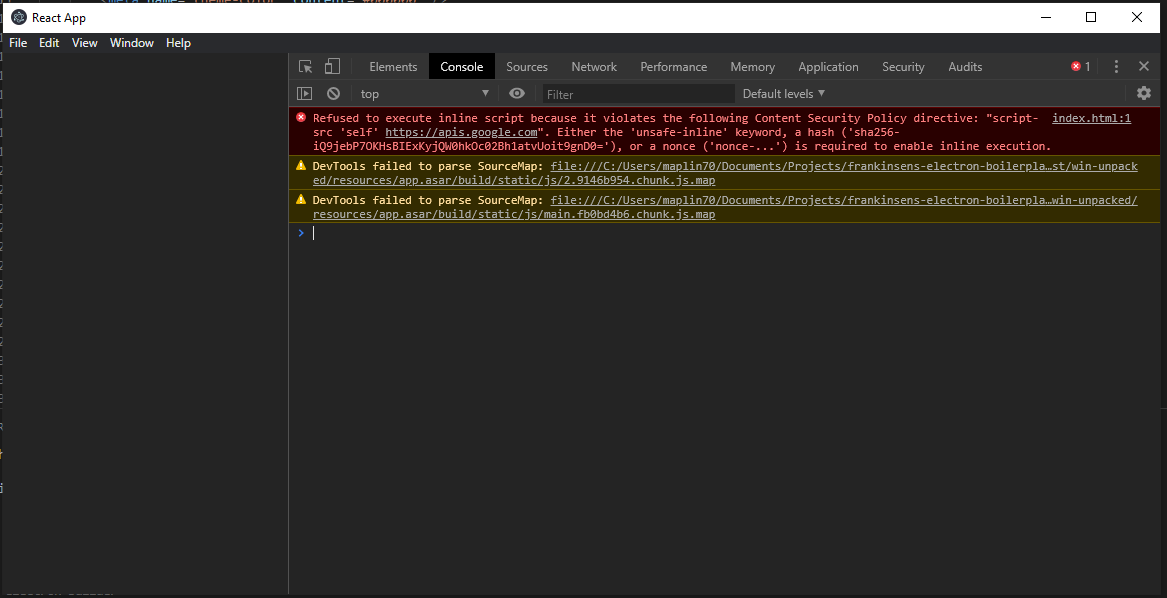 React App
File Edit View Window Help
Elements Console Sources Network Performance Memory Application Security Audits 1
top Filter Default levels
Refused to execute inline script because it violates the following Content Security Policy directive: "script- index.html:1
src 'self' https://apis.google.com". Either the 'unsafe-inline' keyword, a hash ('sha256-
iQ9jebP7OKHsBIExKyjQW0hkOc02Bh1atvUoit9gnD0='), or a nonce ('nonce-...') is required to enable inline execution.
DevTools failed to parse SourceMap: file:///C:/Users/maplin70/Documents/Projects/frankinsens-electron-boilerpla…st/win-unpack
ed/resources/app.asar/build/static/js/2.9146b954.chunk.js.map
DevTools failed to parse SourceMap: file:///C:/Users/maplin70/Documents/Projects/frankinsens-electron-boilerpla…win-unpacked/
resources/app.asar/build/static/js/main.fb0bd4b6.chunk.js.map